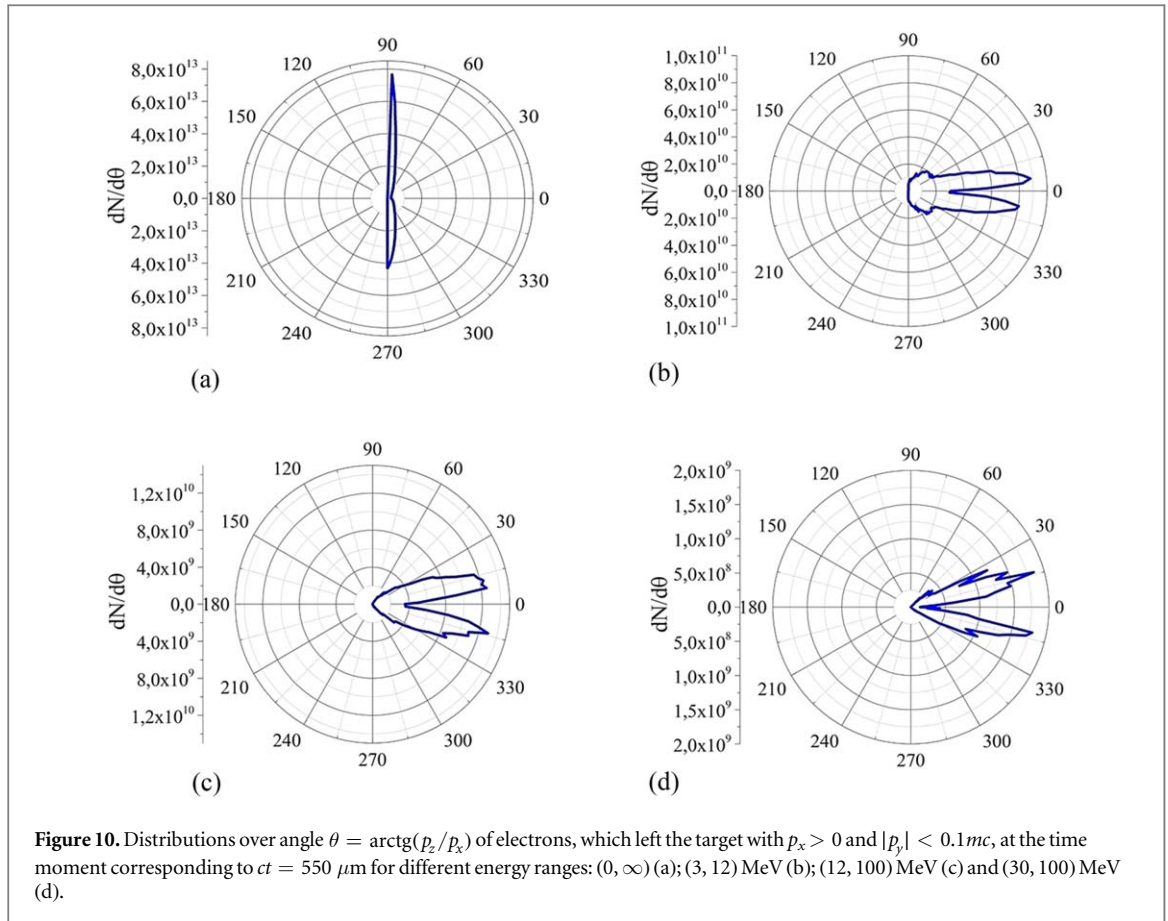 8,0x10¹³
6,0x10¹³
4,0x10¹³
2,0x10¹³
0,0
2,0x10¹³
4,0x10¹³
6,0x10¹³
8,0x10¹³
dN/dθ
90
60
30
0
330
300
270
240
210
180
150
120
(a)
1,0x10¹¹
8,0x10¹⁰
6,0x10¹⁰
4,0x10¹⁰
2,0x10¹⁰
0,0
2,0x10¹⁰
4,0x10¹⁰
6,0x10¹⁰
8,0x10¹⁰
1,0x10¹¹
dN/dθ
90
60
30
0
330
300
270
240
210
180
150
120
(b)
1,2x10¹⁰
8,0x10⁹
4,0x10⁹
0,0
4,0x10⁹
8,0x10⁹
1,2x10¹⁰
dN/dθ
90
60
30
0
330
300
270
240
210
180
150
120
(c)
2,0x10⁹
1,5x10⁹
1,0x10⁹
5,0x10⁸
0,0
5,0x10⁸
1,0x10⁹
1,5x10⁹
2,0x10⁹
dN/dθ
90
60
30
0
330
300
270
240
210
180
150
120
(d)
Figure 10. Distributions over angle θ = arctg(p_z/p_x) of electrons, which left the target with p_x > 0 and |p_y| < 0.1mc, at the time
moment corresponding to ct = 550 μm for different energy ranges: (0, ∞) (a); (3, 12) MeV (b); (12, 100) MeV (c) and (30, 100) MeV
(d).